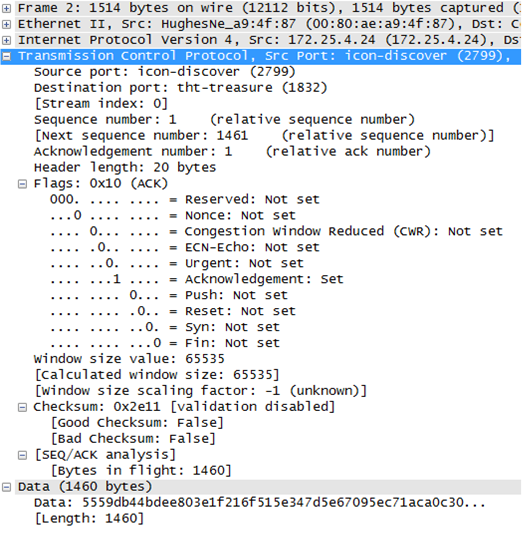 Frame 2: 1514 bytes on wire (12112 bits), 1514 bytes captured (
Ethernet II, Src: HughesNe_a9:4f:87 (00:80:ae:a9:4f:87), Dst: C
Internet Protocol Version 4, Src: 172.25.4.24 (172.25.4.24), Ds
Transmission Control Protocol, Src Port: icon-discover (2799),
Source port: icon-discover (2799)
Destination port: tht-treasure (1832)
[Stream index: 0]
Sequence number: 1    (relative sequence number)
[Next sequence number: 1461    (relative sequence number)]
Acknowledgement number: 1    (relative ack number)
Header length: 20 bytes
Flags: 0x10 (ACK)
000. .... .... = Reserved: Not set
...0 .... .... = Nonce: Not set
.... 0... .... = Congestion Window Reduced (CWR): Not set
.... .0.. .... = ECN-Echo: Not set
.... ..0. .... = Urgent: Not set
.... ...1 .... = Acknowledgement: Set
.... .... 0... = Push: Not set
.... .... .0.. = Reset: Not set
.... .... ..0. = Syn: Not set
.... .... ...0 = Fin: Not set
Window size value: 65535
[Calculated window size: 65535]
[Window size scaling factor: -1 (unknown)]
Checksum: 0x2e11 [validation disabled]
[Good Checksum: False]
[Bad Checksum: False]
[SEQ/ACK analysis]
[Bytes in flight: 1460]
Data (1460 bytes)
Data: 5559db44bdee803e1f216f515e347d5e67095ec71aca0c30...
[Length: 1460]